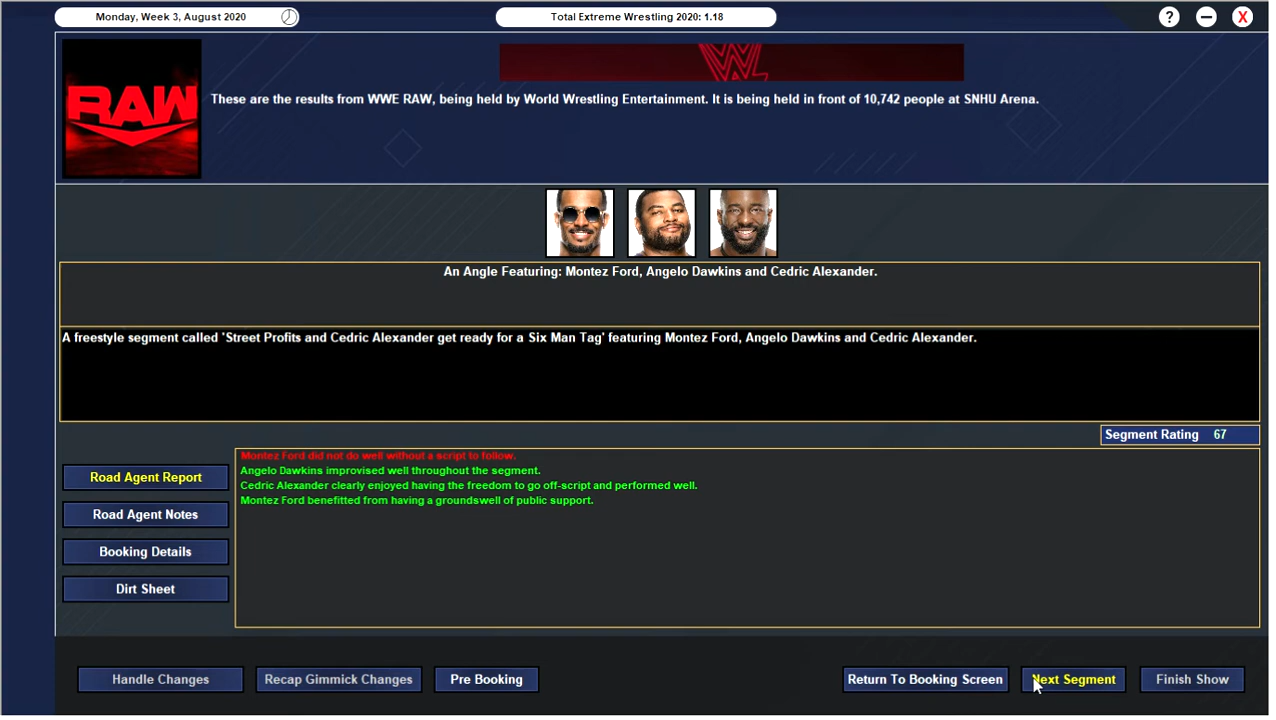 Monday, Week 3, August 2020
Total Extreme Wrestling 2020: 1.18
?
X
RAW
These are the results from WWE RAW, being held by World Wrestling Entertainment. It is being held in front of 10,742 people at SNHU Arena.
An Angle Featuring: Montez Ford, Angelo Dawkins and Cedric Alexander.
A freestyle segment called 'Street Profits and Cedric Alexander get ready for a Six Man Tag' featuring Montez Ford, Angelo Dawkins and Cedric Alexander.
Segment Rating 67
Road Agent Report
Road Agent Notes
Booking Details
Dirt Sheet
Montez Ford did not do well without a script to follow.
Angelo Dawkins improvised well throughout the segment.
Cedric Alexander clearly enjoyed having the freedom to go off-script and performed well.
Montez Ford benefitted from having a groundswell of public support.
Handle Changes
Recap Gimmick Changes
Pre Booking
Return To Booking Screen
Next Segment
Finish Show